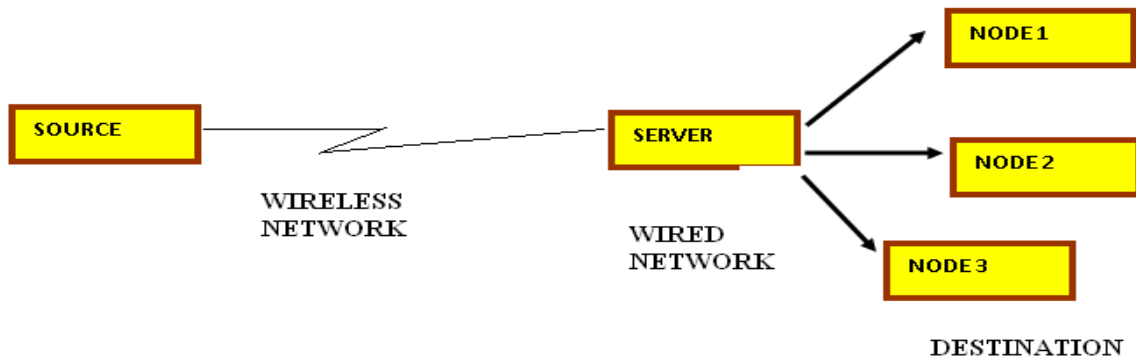 NODE1
SOURCE
SERVER
NODE2
WIRELESS
NETWORK
WIRED
NETWORK
NODE3
DESTINATION